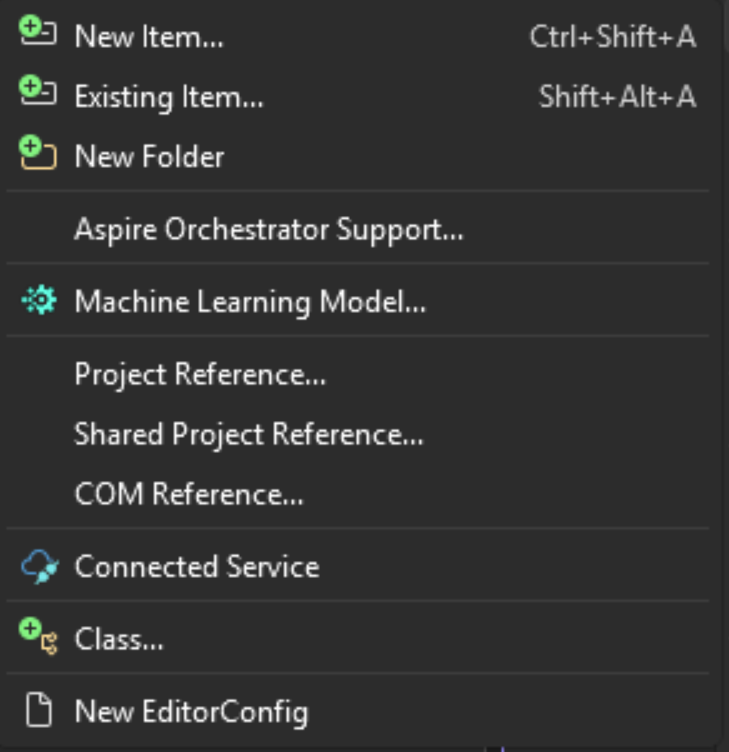 New Item... Ctrl+Shift+A
Existing Item... Shift+Alt+A
New Folder
Aspire Orchestrator Support...
Machine Learning Model...
Project Reference...
Shared Project Reference...
COM Reference...
Connected Service
Class...
New EditorConfig